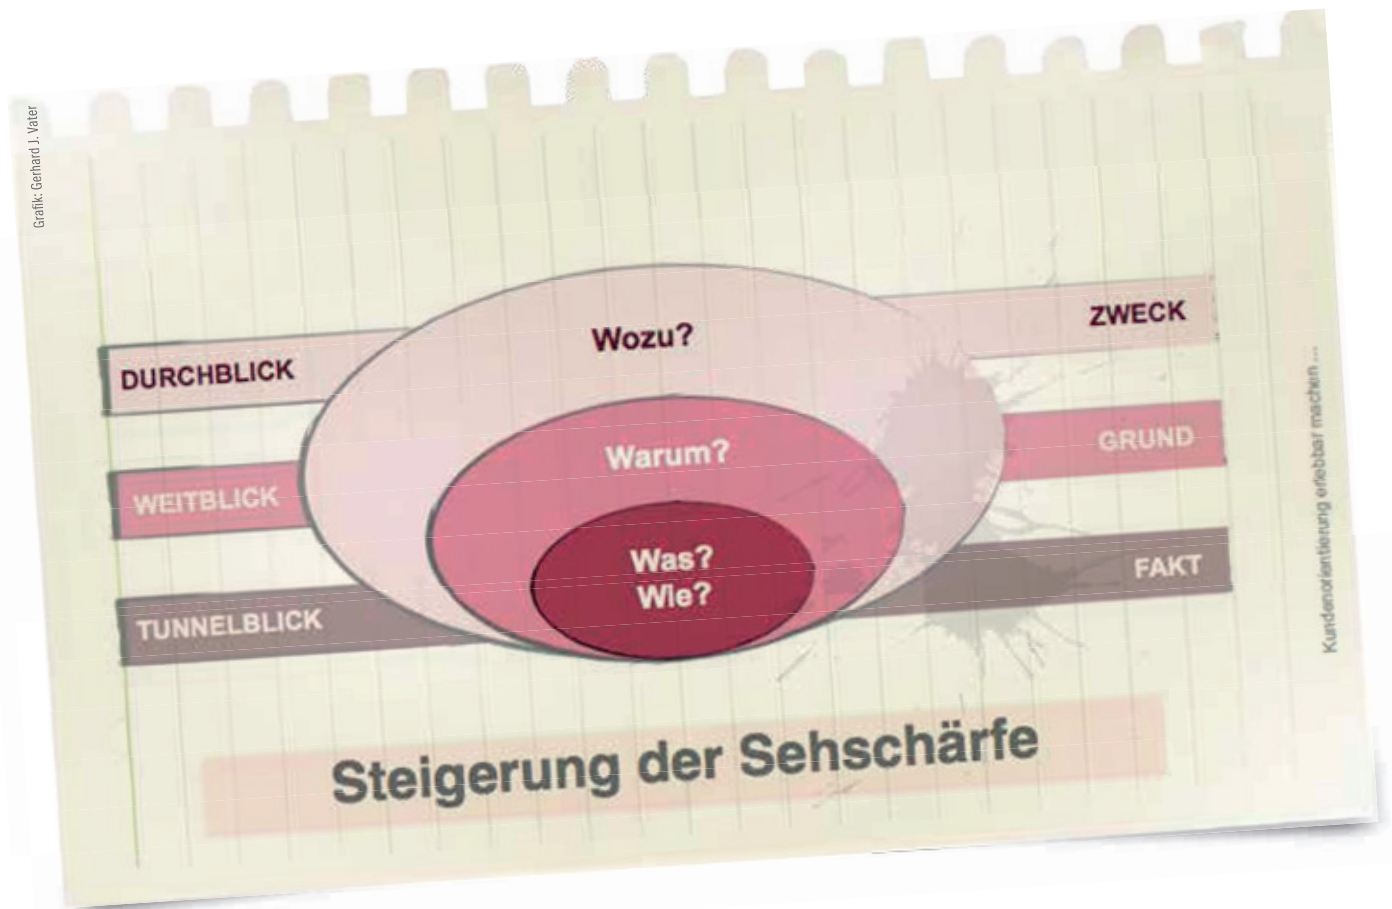 Grafik: Gerhard J. Vater
Wozu?
ZWECK
DURCHBLICK
Warum?
GRUND
WEITBLICK
Was?
Wie?
FAKT
TUNNELBLICK
Steigerung der Sehschärfe
Kundenorientierung erlebbar machen ...